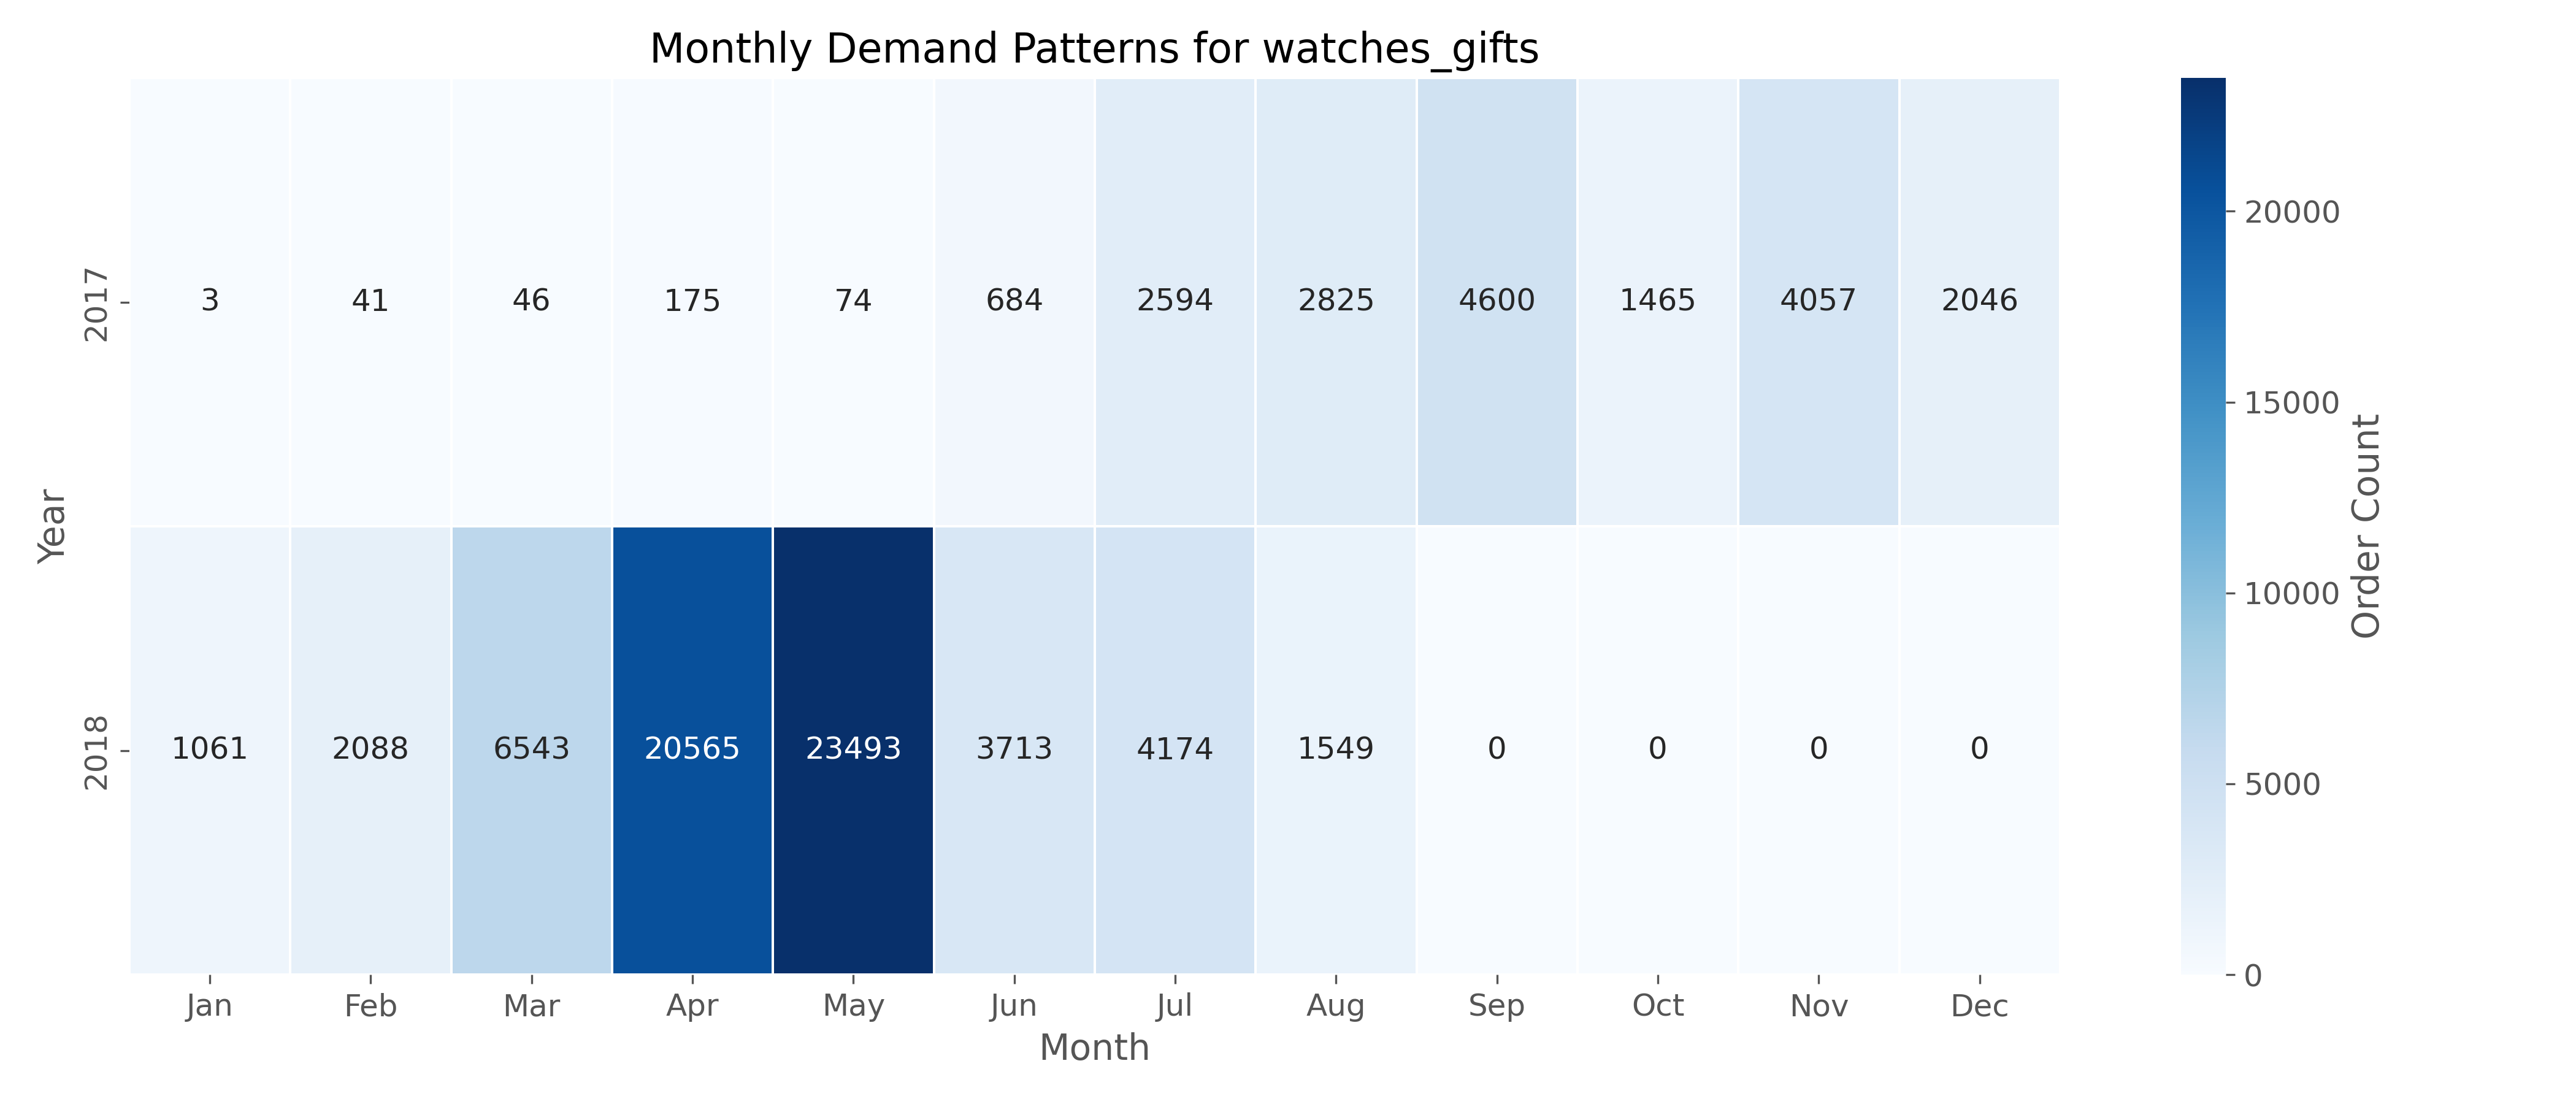 Monthly Demand Patterns for watches_gifts
Year
2017
3 41 46 175 74 684 2594 2825 4600 1465 4057 2046
2018
1061 2088 6543 20565 23493 3713 4174 1549 0 0 0 0
Jan Feb Mar Apr May Jun Jul Aug Sep Oct Nov Dec
Month
20000
15000
10000
5000
0
Order Count